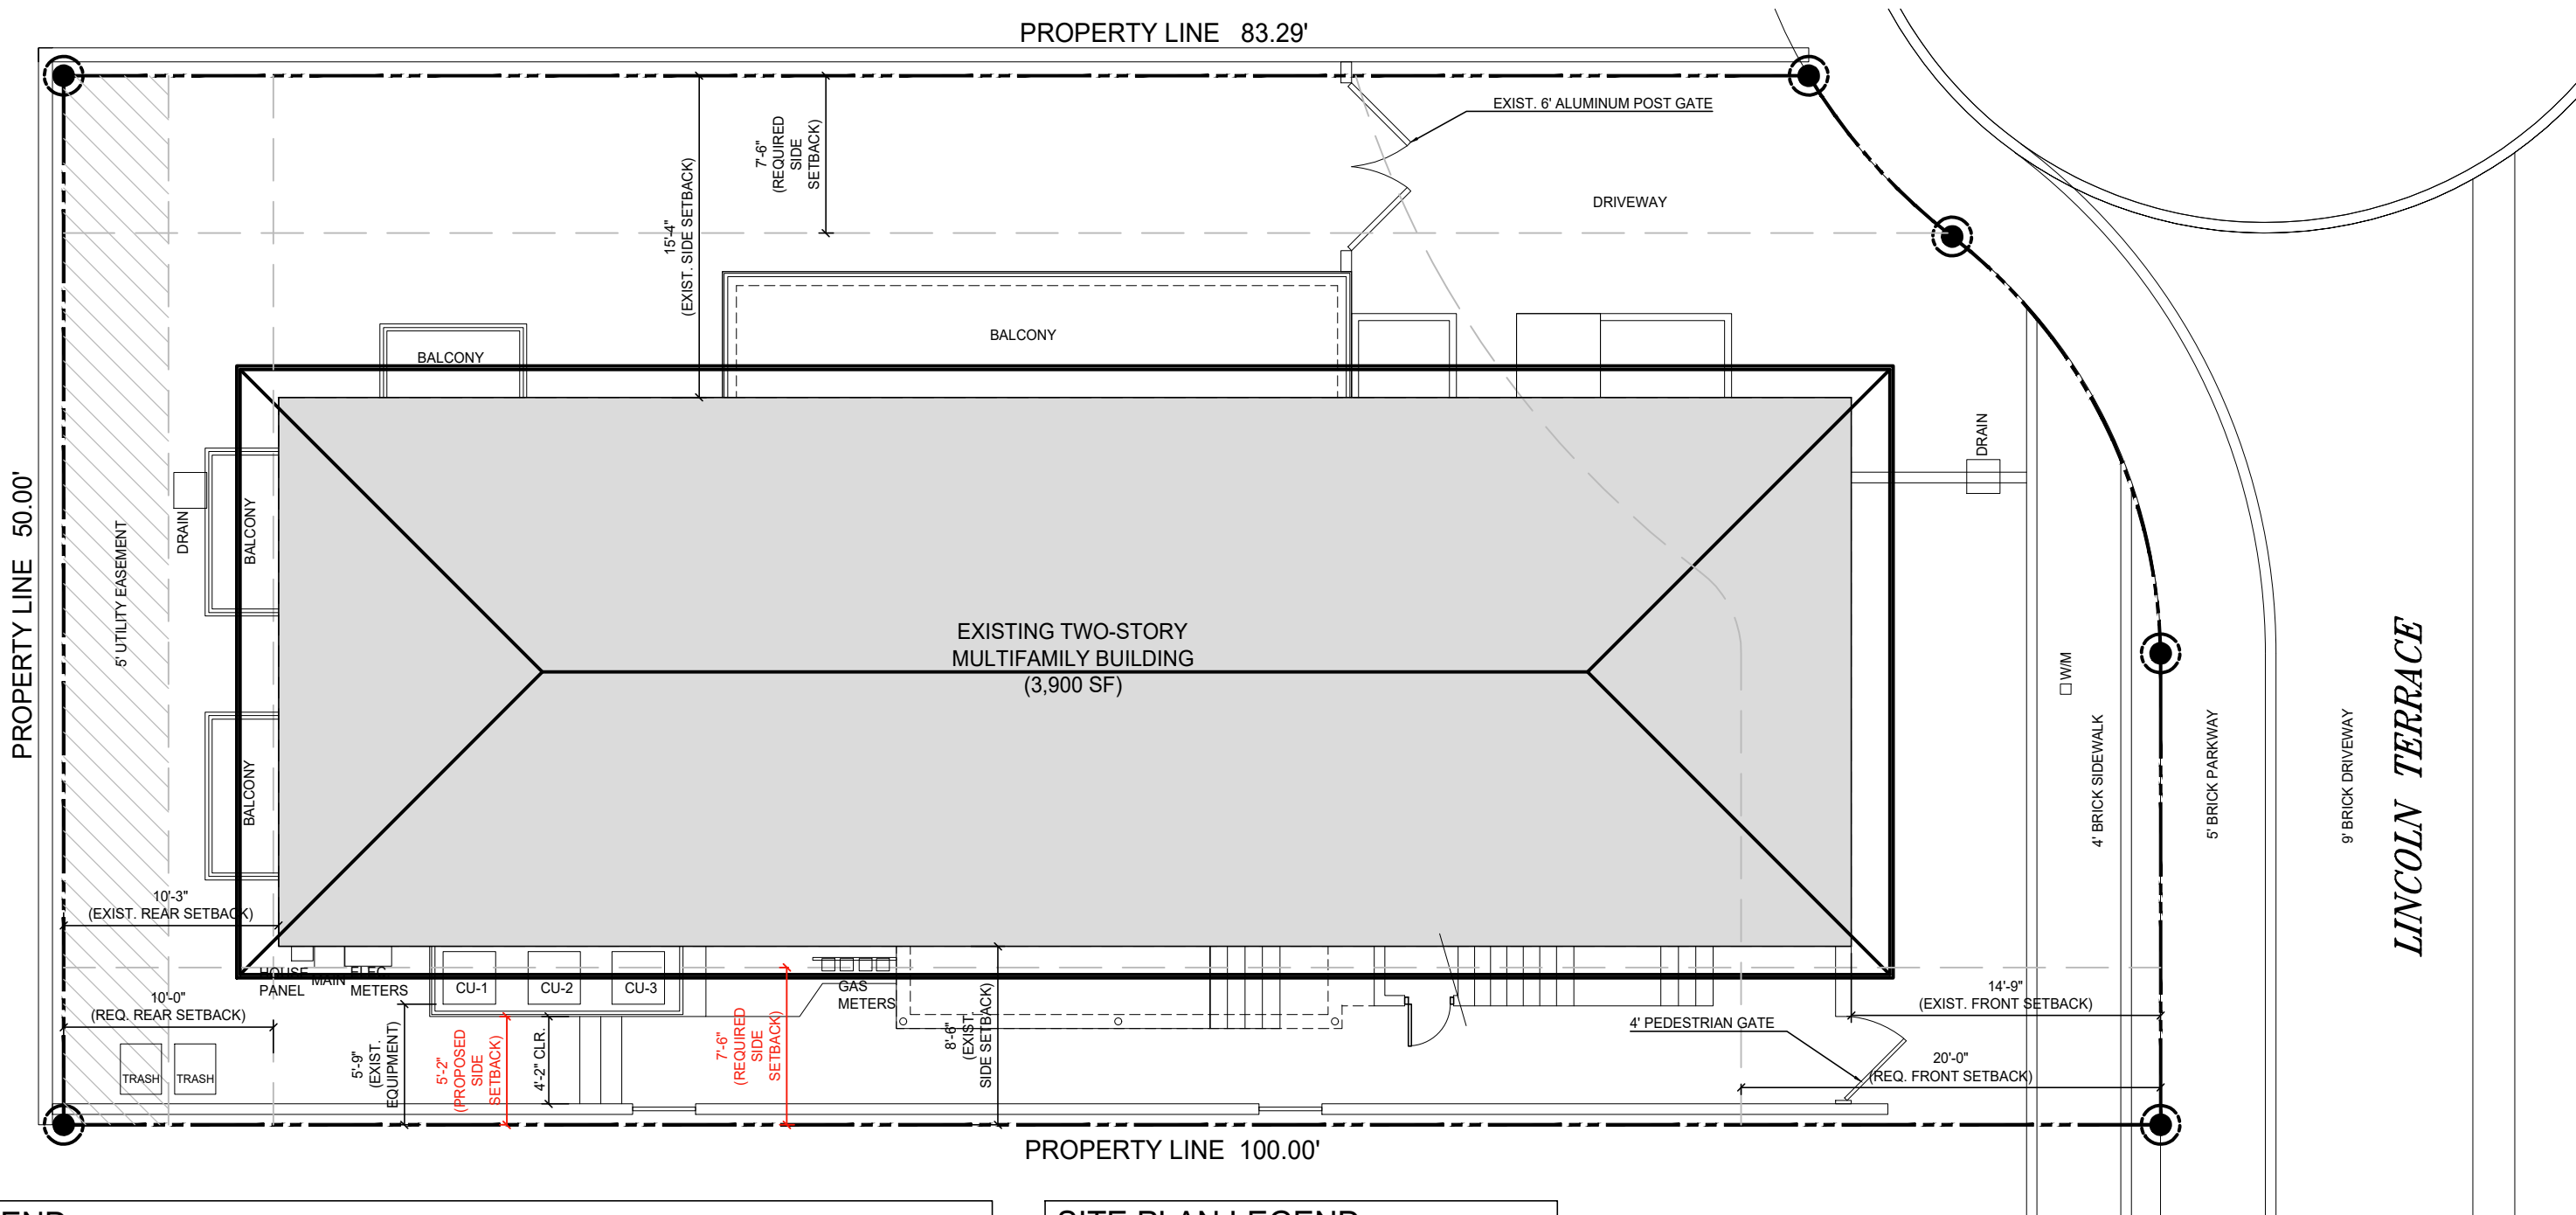 PROPERTY LINE 83.29'
EXIST. 6' ALUMINUM POST GATE
7'-6"
(REQUIRED
SIDE
SETBACK)
15'-4"
(EXIST. SIDE SETBACK)
DRIVEWAY
BALCONY
BALCONY
DRAIN
PROPERTY LINE 50.00'
5' UTILITY EASEMENT
DRAIN
BALCONY
EXISTING TWO-STORY
MULTIFAMILY BUILDING
(3,900 SF)
W/M
4' BRICK SIDEWALK
5' BRICK PARKWAY
9' BRICK DRIVEWAY
LINCOLN TERRACE
BALCONY
10'-3"
(EXIST. REAR SETBACK)
HOUSE
PANEL
MAIN
ELEC
METERS
CU-1
CU-2
CU-3
GAS
METERS
10'-0"
(REQ. REAR SETBACK)
14'-9"
(EXIST. FRONT SETBACK)
TRASH
TRASH
5'-9"
(EXIST.
EQUIPMENT)
5'-2"
(PROPOSED
SIDE
SETBACK)
4'-2" CLR.
7'-6"
(REQUIRED
SIDE
SETBACK)
8'-6"
(EXIST.
SIDE SETBACK)
4' PEDESTRIAN GATE
20'-0"
(REQ. FRONT SETBACK)
PROPERTY LINE 100.00'
SITE PLAN LEGEND